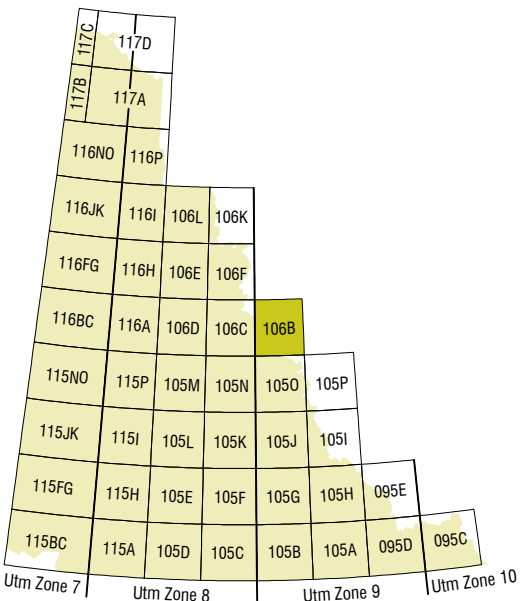 117C
117D
117B
117A
116NO
116P
116JK
116I
106L
106K
116FG
116H
106E
106F
116BC
116A
106D
106C
106B
115NO
115P
105M
105N
105O
105P
115JK
115I
105L
105K
105J
105I
115FG
115H
105E
105F
105G
105H
095E
115BC
115A
105D
105C
105B
105A
095D
095C
Utm Zone 7
Utm Zone 8
Utm Zone 9
Utm Zone 10